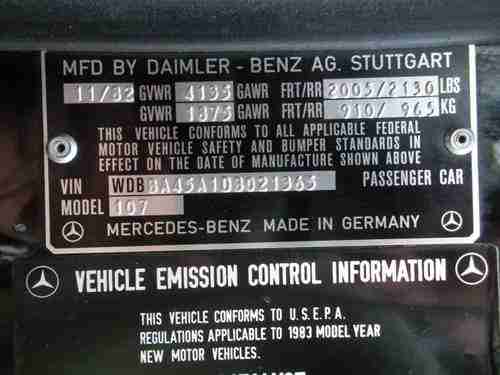 MFD BY DAIMLER - BENZ AG. STUTTGART
11/82 GVWR 4135 GAWR FRT/RR 2005/2130 LBS
GVWR 1875 GAWR FRT/RR 910/ 965 KG
THIS VEHICLE CONFORMS TO ALL APPLICABLE FEDERAL
MOTOR VEHICLE SAFETY AND BUMPER STANDARDS IN
EFFECT ON THE DATE OF MANUFACTURE SHOWN ABOVE
VIN WDBBA45A1DB021365 PASSENGER CAR
MODEL 107
MERCEDES-BENZ MADE IN GERMANY
VEHICLE EMISSION CONTROL INFORMATION
THIS VEHICLE CONFORMS TO U.S.E.P.A.
REGULATIONS APPLICABLE TO 1983 MODEL YEAR
NEW MOTOR VEHICLES.
CATALYST